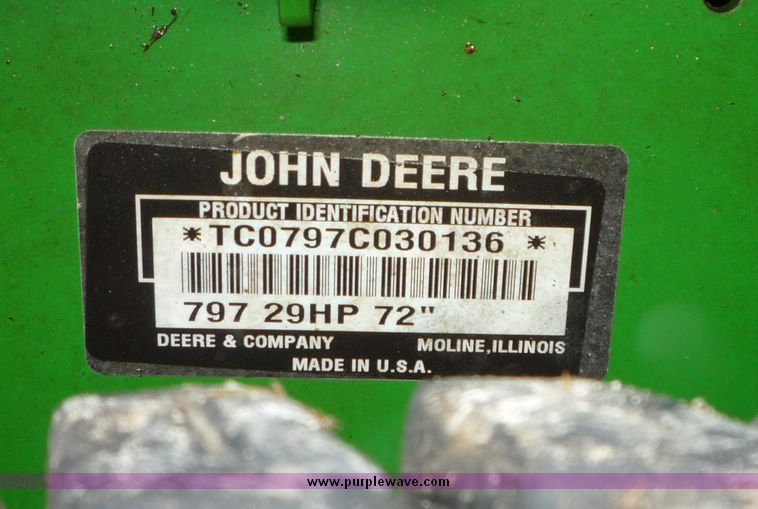 JOHN DEERE
PRODUCT IDENTIFICATION NUMBER
*TC0797C030136 *
797 29HP 72"
DEERE & COMPANY MOLINE,ILLINOIS
MADE IN U.S.A.
www.purplewave.com